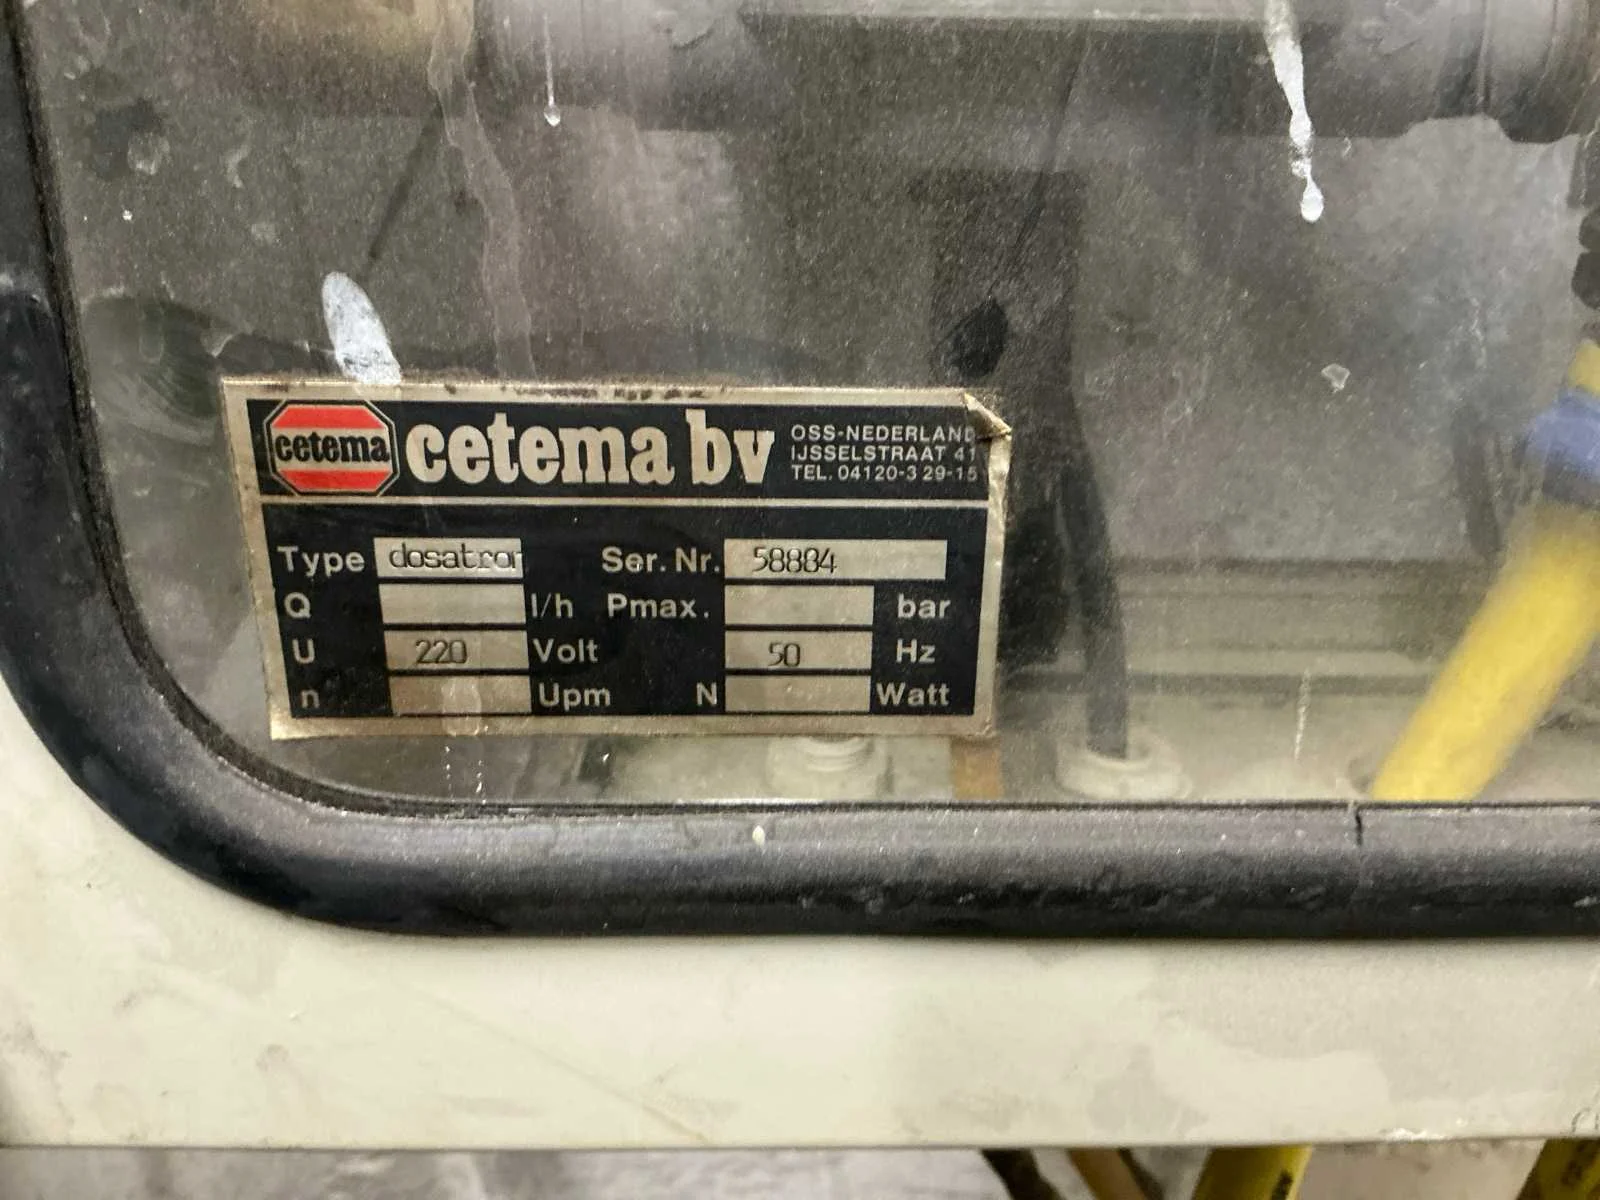 cetema
cetema bv
OSS-NEDERLAND
IJSSELSTRAAT 41
TEL. 04120-3 29-15
Type dosatron Ser. Nr. 58884
Q l/h Pmax. bar
U 220 Volt 50 Hz
n Upm N Watt